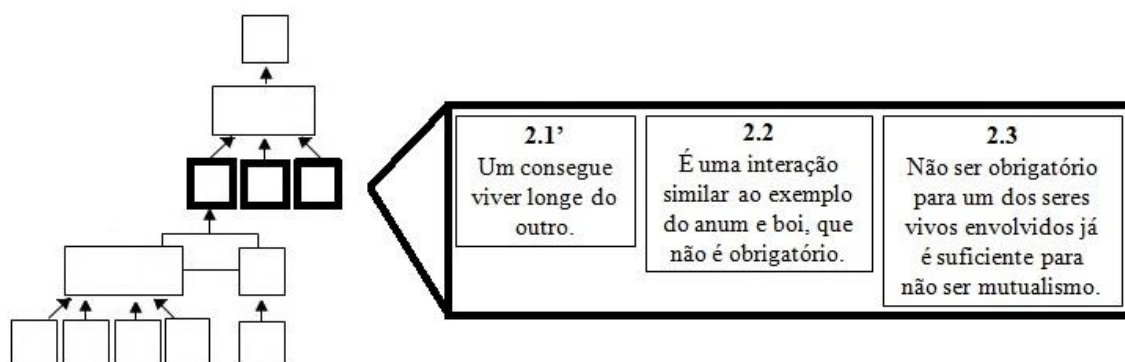 2.1’
Um consegue
viver longe do
outro.
2.2
É uma interação
similar ao exemplo
do anum e boi, que
não é obrigatório.
2.3
Não ser obrigatório
para um dos seres
vivos envolvidos já
é suficiente para
não ser mutualismo.